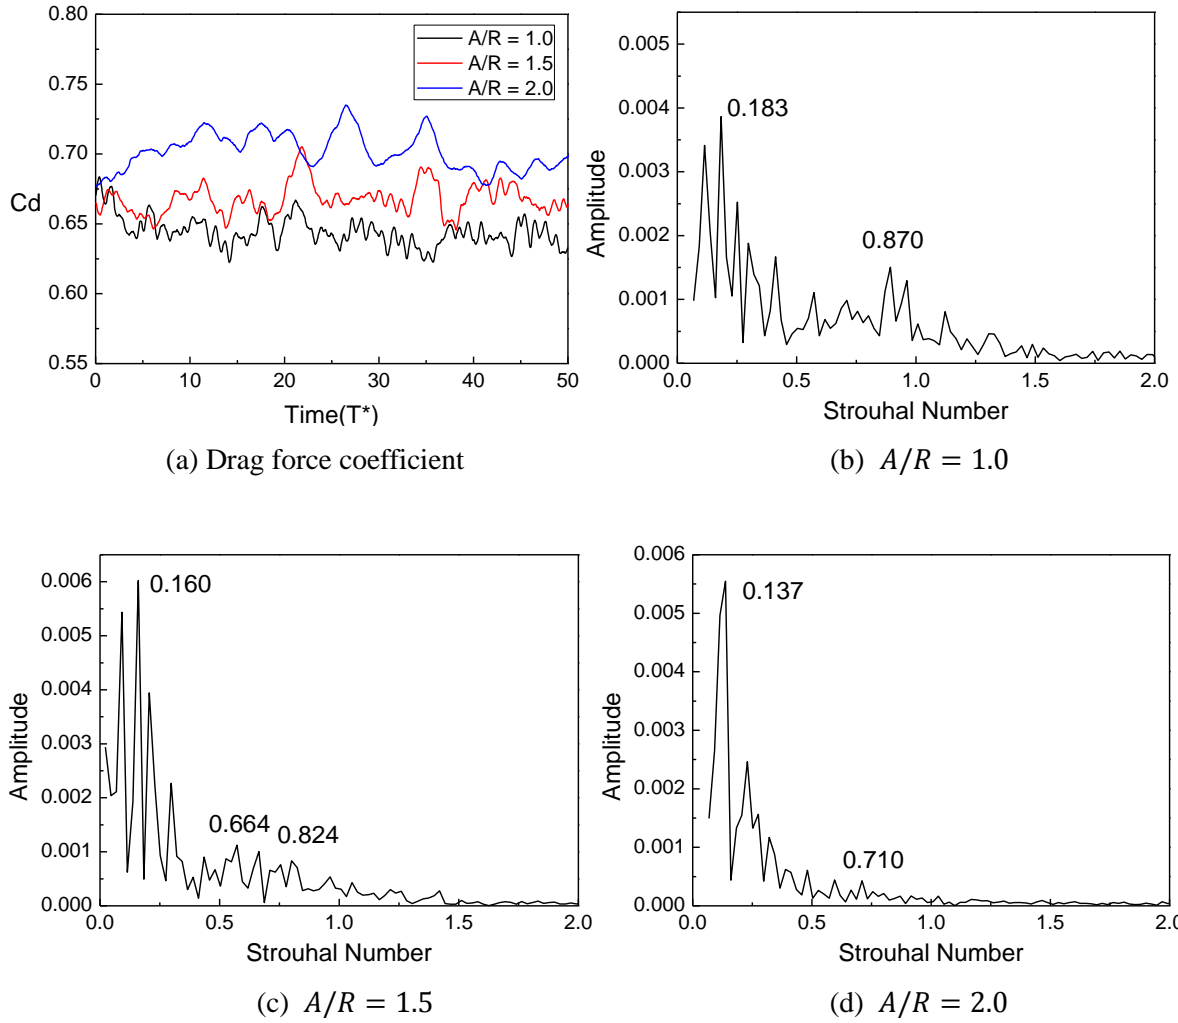 0.80
0.75
0.70
0.65
0.60
0.55
Cd
A/R = 1.0
A/R = 1.5
A/R = 2.0
0 10 20 30 40 50
Time(T*)
(a) Drag force coefficient
0.005
0.004
0.003
0.002
0.001
0.000
Amplitude
0.183
0.870
0.0 0.5 1.0 1.5 2.0
Strouhal Number
(b) A/R = 1.0
0.006
0.005
0.004
0.003
0.002
0.001
0.000
Amplitude
0.160
0.664
0.824
0.0 0.5 1.0 1.5 2.0
Strouhal Number
(c) A/R = 1.5
0.006
0.005
0.004
0.003
0.002
0.001
0.000
Amplitude
0.137
0.710
0.0 0.5 1.0 1.5 2.0
Strouhal Number
(d) A/R = 2.0